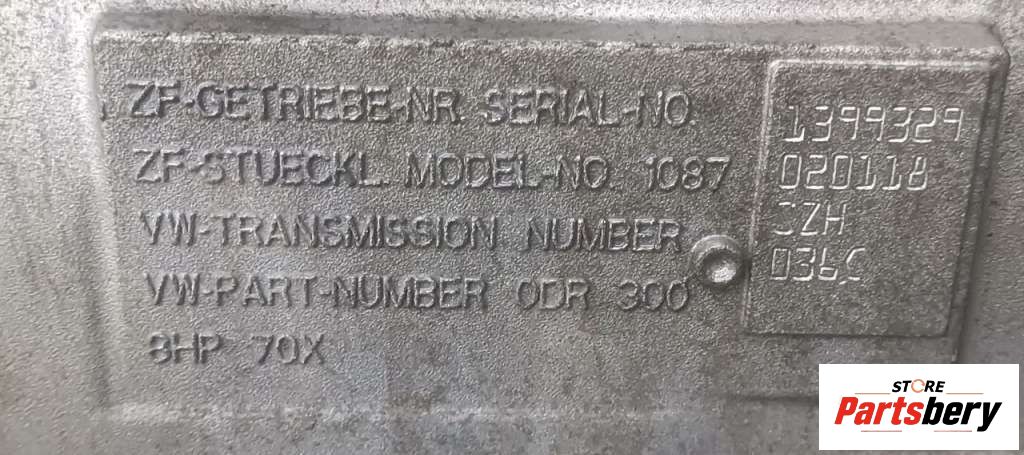 ZF-GETRIEBE-NR. SERIAL-NO. 1399329
ZF-STUECKL. MODEL-NO. 1087 020118
VW-TRANSMISSION NUMBER JZH
VW-PART-NUMBER 0DR 300 036C
8HP 70X
STORE
Partsbery